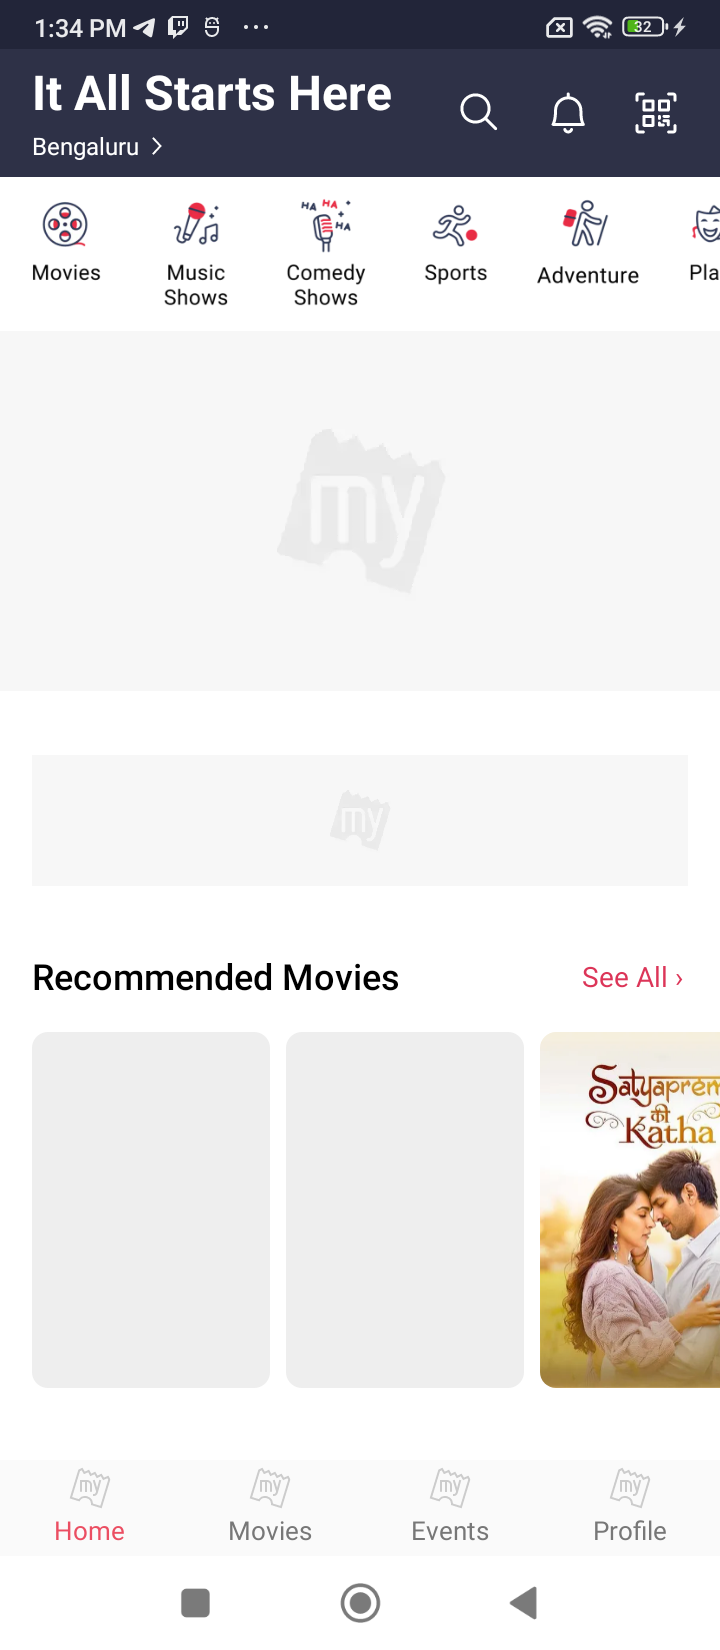 1:34 PM
32
It All Starts Here
Bengaluru
HA HA HA
Movies
Music Shows
Comedy Shows
Sports
Adventure
Pla
my
my
Recommended Movies
See All ›
Satyaprem
की
Katha
my
my
my
my
Home
Movies
Events
Profile